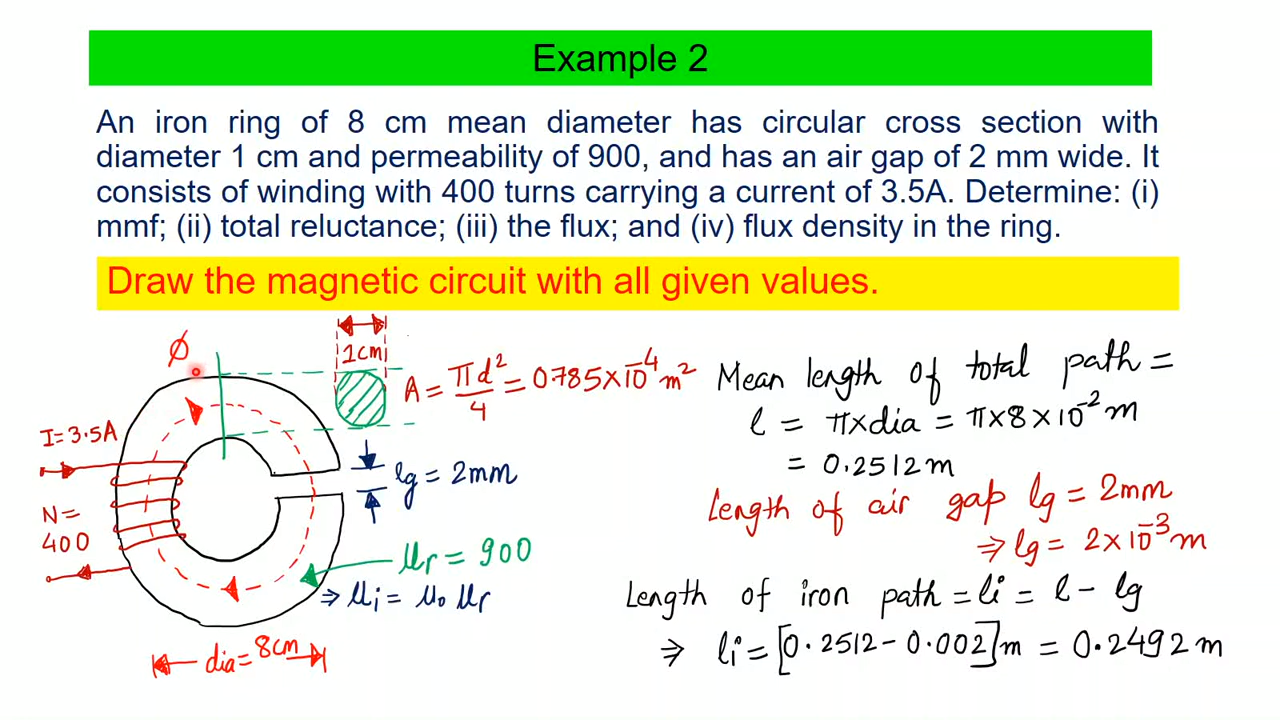 Example 2
An iron ring of 8 cm mean diameter has circular cross section with
diameter 1 cm and permeability of 900, and has an air gap of 2 mm wide. It
consists of winding with 400 turns carrying a current of 3.5A. Determine: (i)
mmf; (ii) total reluctance; (iii) the flux; and (iv) flux density in the ring.
Draw the magnetic circuit with all given values.
Ø
1cm
A = πd²/4 = 0.785×10⁻⁴ m²
I=3.5A
lg = 2mm
N=
400
μr = 900
⇒ μi = μ₀ μr
dia=8cm
Mean length of total path =
l = π×dia = π×8×10⁻² m
= 0.2512 m
Length of air gap lg = 2mm
⇒ lg = 2×10⁻³ m
Length of iron path = li = l - lg
⇒ li = [0.2512 - 0.002] m = 0.2492 m